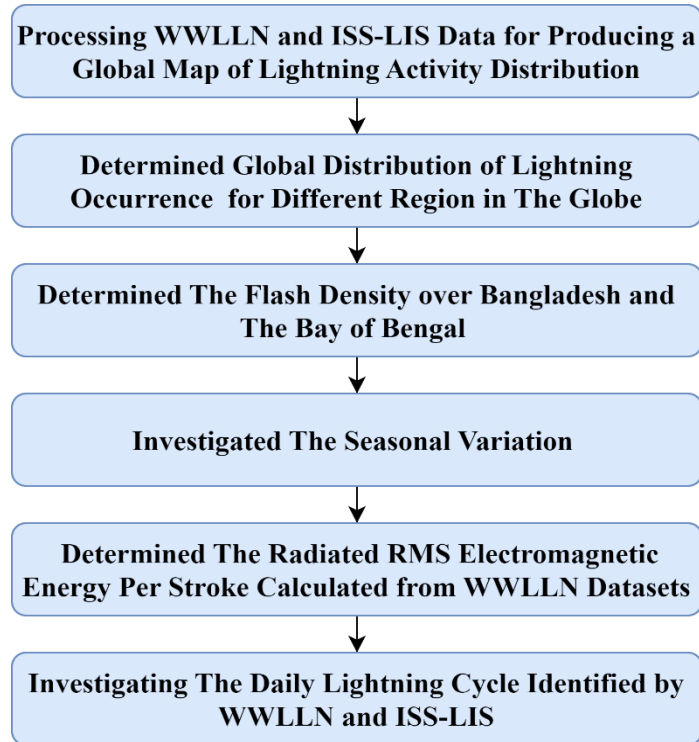 Processing WWLLN and ISS-LIS Data for Producing a
Global Map of Lightning Activity Distribution
Determined Global Distribution of Lightning
Occurrence for Different Region in The Globe
Determined The Flash Density over Bangladesh and
The Bay of Bengal
Investigated The Seasonal Variation
Determined The Radiated RMS Electromagnetic
Energy Per Stroke Calculated from WWLLN Datasets
Investigating The Daily Lightning Cycle Identified by
WWLLN and ISS-LIS